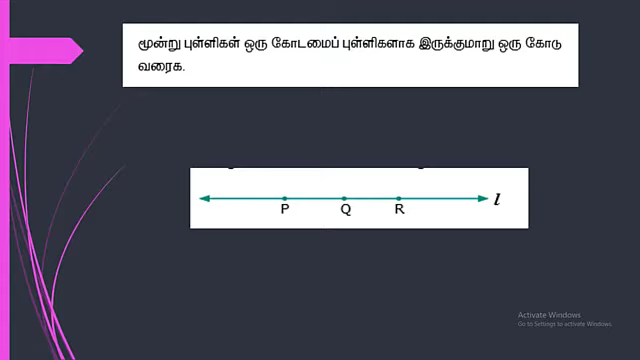 மூன்று புள்ளிகள் ஒரு கோடமைப் புள்ளிகளாக இருக்குமாறு ஒரு கோடு
வரைக.
P Q R l
Activate Windows
Go to Settings to activate Windows.